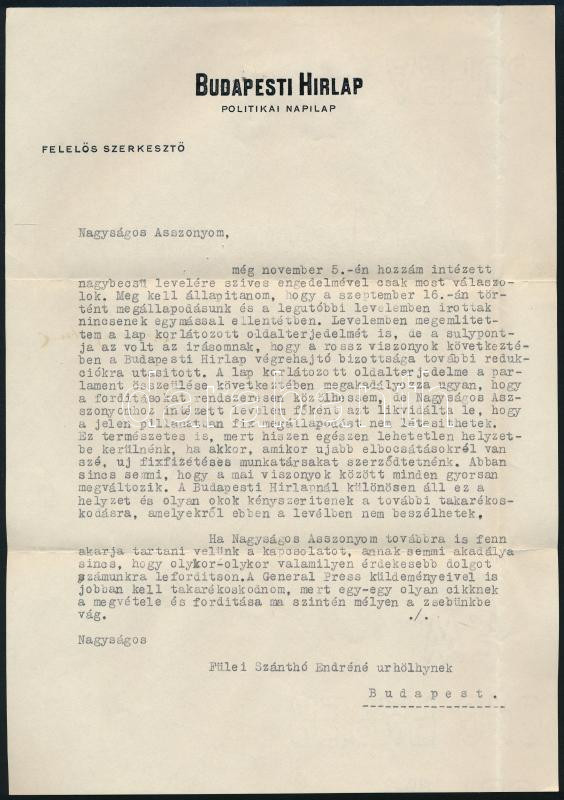 BUDAPESTI HIRLAP
POLITIKAI NAPILAP
FELELŐS SZERKESZTŐ
Nagyságos Asszonyom,
még november 5.-én hozzám intézett
nagybecsü levelére szives engedelmével csak most válaszo-
lok. Meg kell állapitanom, hogy a szeptember 16.-án tör-
tént megállapodásunk és a legutóbbi levelemben irottak
nincsenek egymással ellentétben. Levelemben megemlitet-
tem a lap korlátozott oldalterjedelmét is, de a sulypont-
ja az volt az irásomnak, hogy a rossz viszonyok következté-
ben a Budapesti Hirlap végrehajtó bizottsága további reduk-
ciókra utasitott. A lap korlátozott oldalterjedelme a par-
lament összeülése következtében megakadályozza ugyan, hogy
a forditásokat rendszeresen közölhessem, de Nagyságos Asz-
szonyhoz intézett levelem főként azt likvidálta le, hogy
a jelen pillanatban fix megállapodást nem létesithetek.
Ez természetes is, mert hiszen egészen lehetetlen helyzet-
be kerülnénk, ha akkor, amikor ujabb elbocsátásokról van
szó, uj fixfizetéses munkatársakat szerződtetnénk. Abban
sincs semmi, hogy a mai viszonyok között minden gyorsan
megváltozik. A Budapesti Hirlapnál különösen áll ez a
helyzet és olyan okok kényszeritenek a további takarékos-
kodásra, amelyekről ebben a levélben nem beszélhetek.
Ha Nagyságos Asszonyom továbbra is fenn
akarja tartani velünk a kapcsolatot, annak semmi akadálya
sincs, hogy olykor-olykor valamilyen érdekesebb dolgot
számunkra leforditson.A General Press küldeményeivel is
jobban kell takarékoskodnom, mert egy-egy olyan cikknek
a megvétele és forditása ma szintén mélyen a zsebünkbe
vág. ./.
Nagyságos
Fülei Szánthó Endréné urhölhynek
Budapest.
darabanth